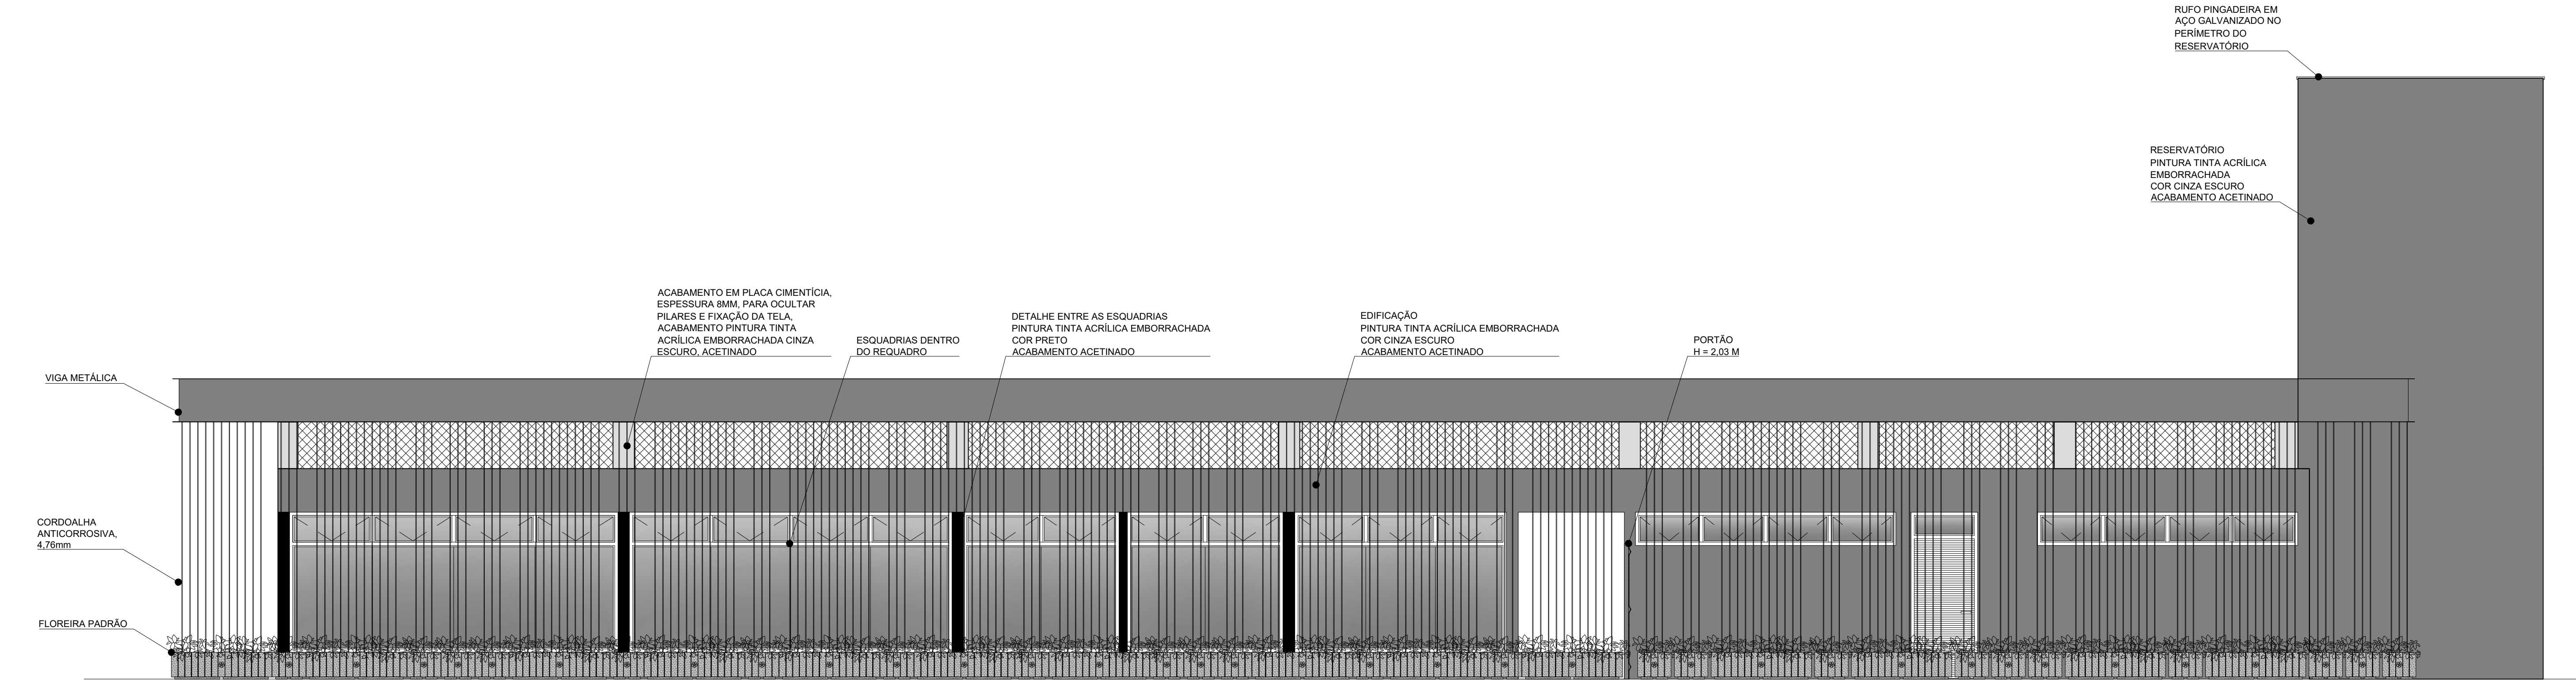 RUFO PINGADEIRA EM
AÇO GALVANIZADO NO
PERÍMETRO DO
RESERVATÓRIO
RESERVATÓRIO
PINTURA TINTA ACRÍLICA
EMBORRACHADA
COR CINZA ESCURO
ACABAMENTO ACETINADO
ACABAMENTO EM PLACA CIMENTÍCIA,
ESPESSURA 8MM, PARA OCULTAR
PILARES E FIXAÇÃO DA TELA,
ACABAMENTO PINTURA TINTA
ACRÍLICA EMBORRACHADA CINZA
ESCURO, ACETINADO
ESQUADRIAS DENTRO
DO REQUADRO
DETALHE ENTRE AS ESQUADRIAS
PINTURA TINTA ACRÍLICA EMBORRACHADA
COR PRETO
ACABAMENTO ACETINADO
EDIFICAÇÃO
PINTURA TINTA ACRÍLICA EMBORRACHADA
COR CINZA ESCURO
ACABAMENTO ACETINADO
PORTÃO
H = 2,03 M
VIGA METÁLICA
CORDOALHA
ANTICORROSIVA,
4,76mm
FLOREIRA PADRÃO